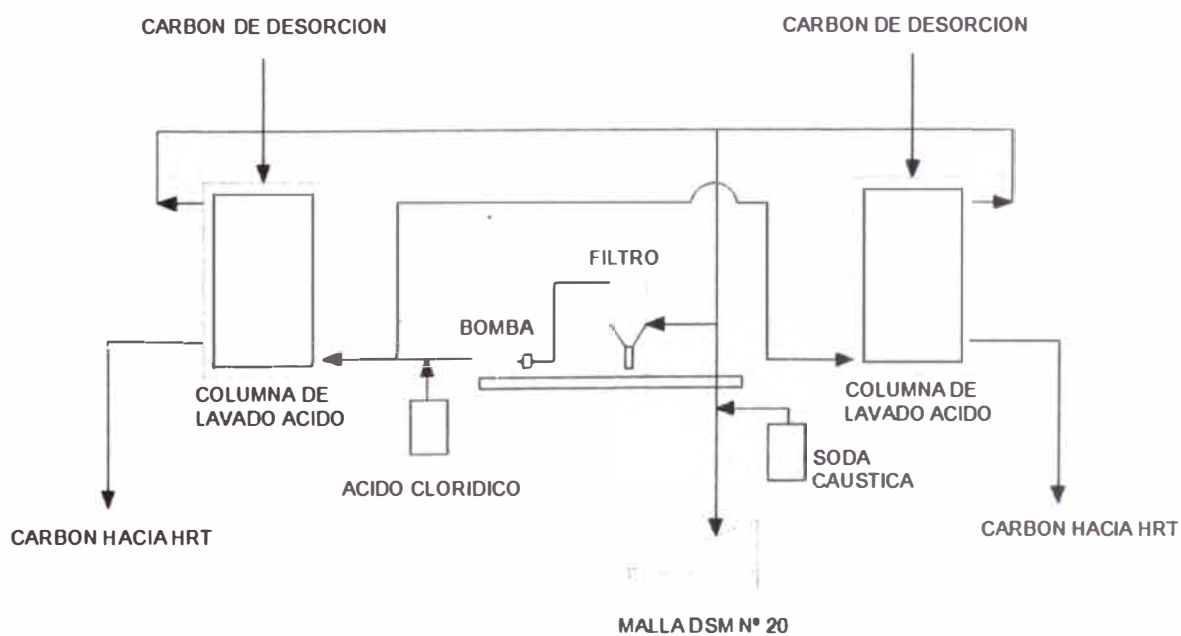 CARBON DE DESORCION
CARBON DE DESORCION
FILTRO
BOMBA
COLUMNA DE
LAVADO ACIDO
COLUMNA DE
LAVADO ACIDO
ACIDO CLORIDICO
SODA
CAUSTICA
CARBON HACIA HRT
CARBON HACIA HRT
MALLA DSM Nº 20